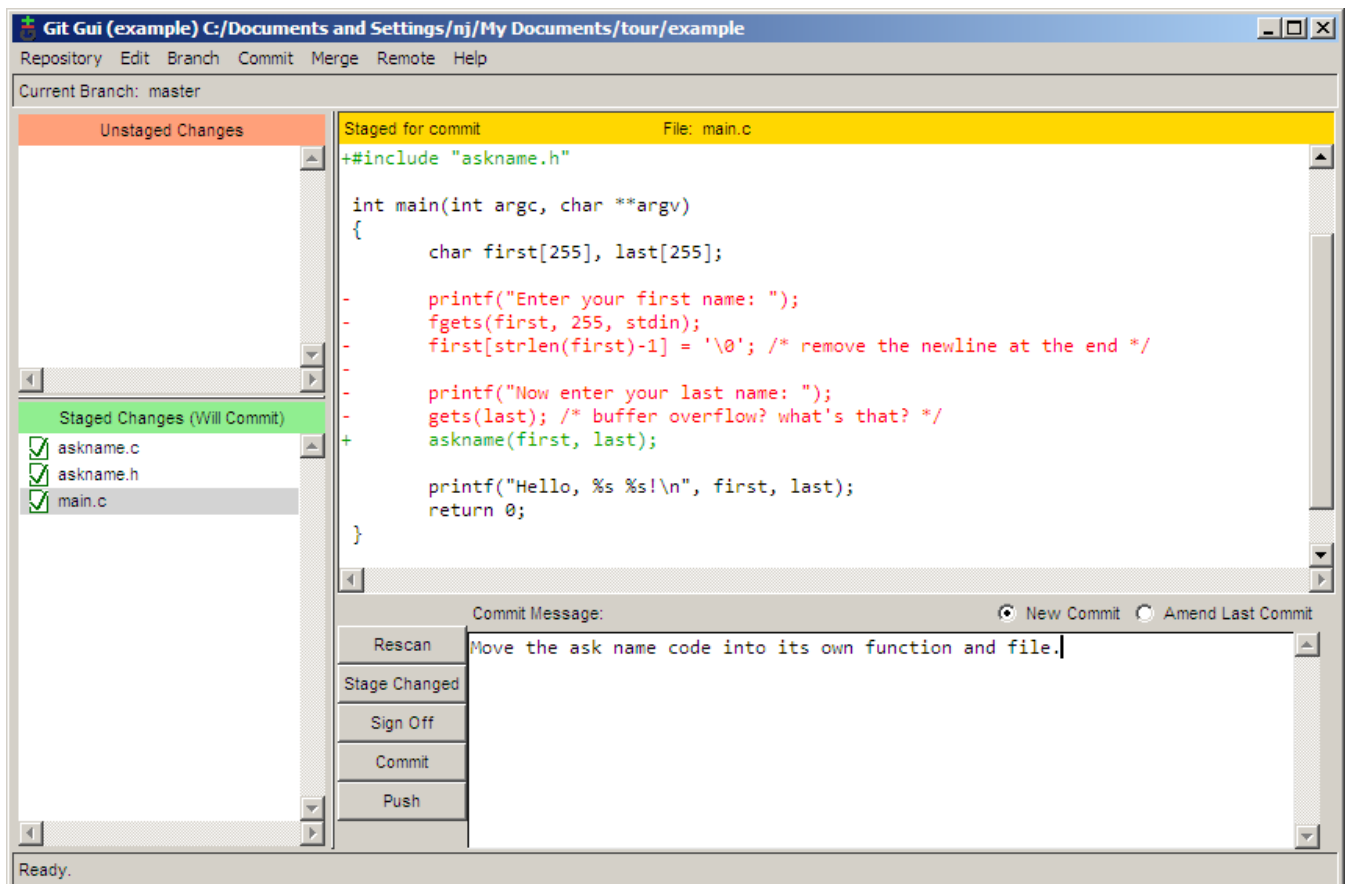 Git Gui (example) C:/Documents and Settings/nj/My Documents/tour/example
Repository Edit Branch Commit Merge Remote Help
Current Branch: master
Unstaged Changes
Staged for commit File: main.c
+#include "askname.h"
int main(int argc, char **argv)
{
char first[255], last[255];
- printf("Enter your first name: ");
- fgets(first, 255, stdin);
- first[strlen(first)-1] = '\0'; /* remove the newline at the end */
-
- printf("Now enter your last name: ");
- gets(last); /* buffer overflow? what's that? */
+ askname(first, last);
printf("Hello, %s %s!\n", first, last);
return 0;
}
Staged Changes (Will Commit)
askname.c
askname.h
main.c
Commit Message:
New Commit
Amend Last Commit
Rescan
Stage Changed
Sign Off
Commit
Push
Move the ask name code into its own function and file.
Ready.